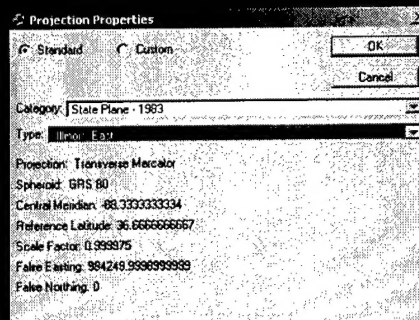 Projection Properties
Standard Custom
OK
Cancel
Category: State Plane - 1983
Type: Illinois East
Projection: Transverse Mercator
Spheroid: GRS 80
Central Meridian: -88.3333333334
Reference Latitude: 36.6666666667
Scale Factor: 0.999975
False Easting: 984249.9998999999
False Northing: 0